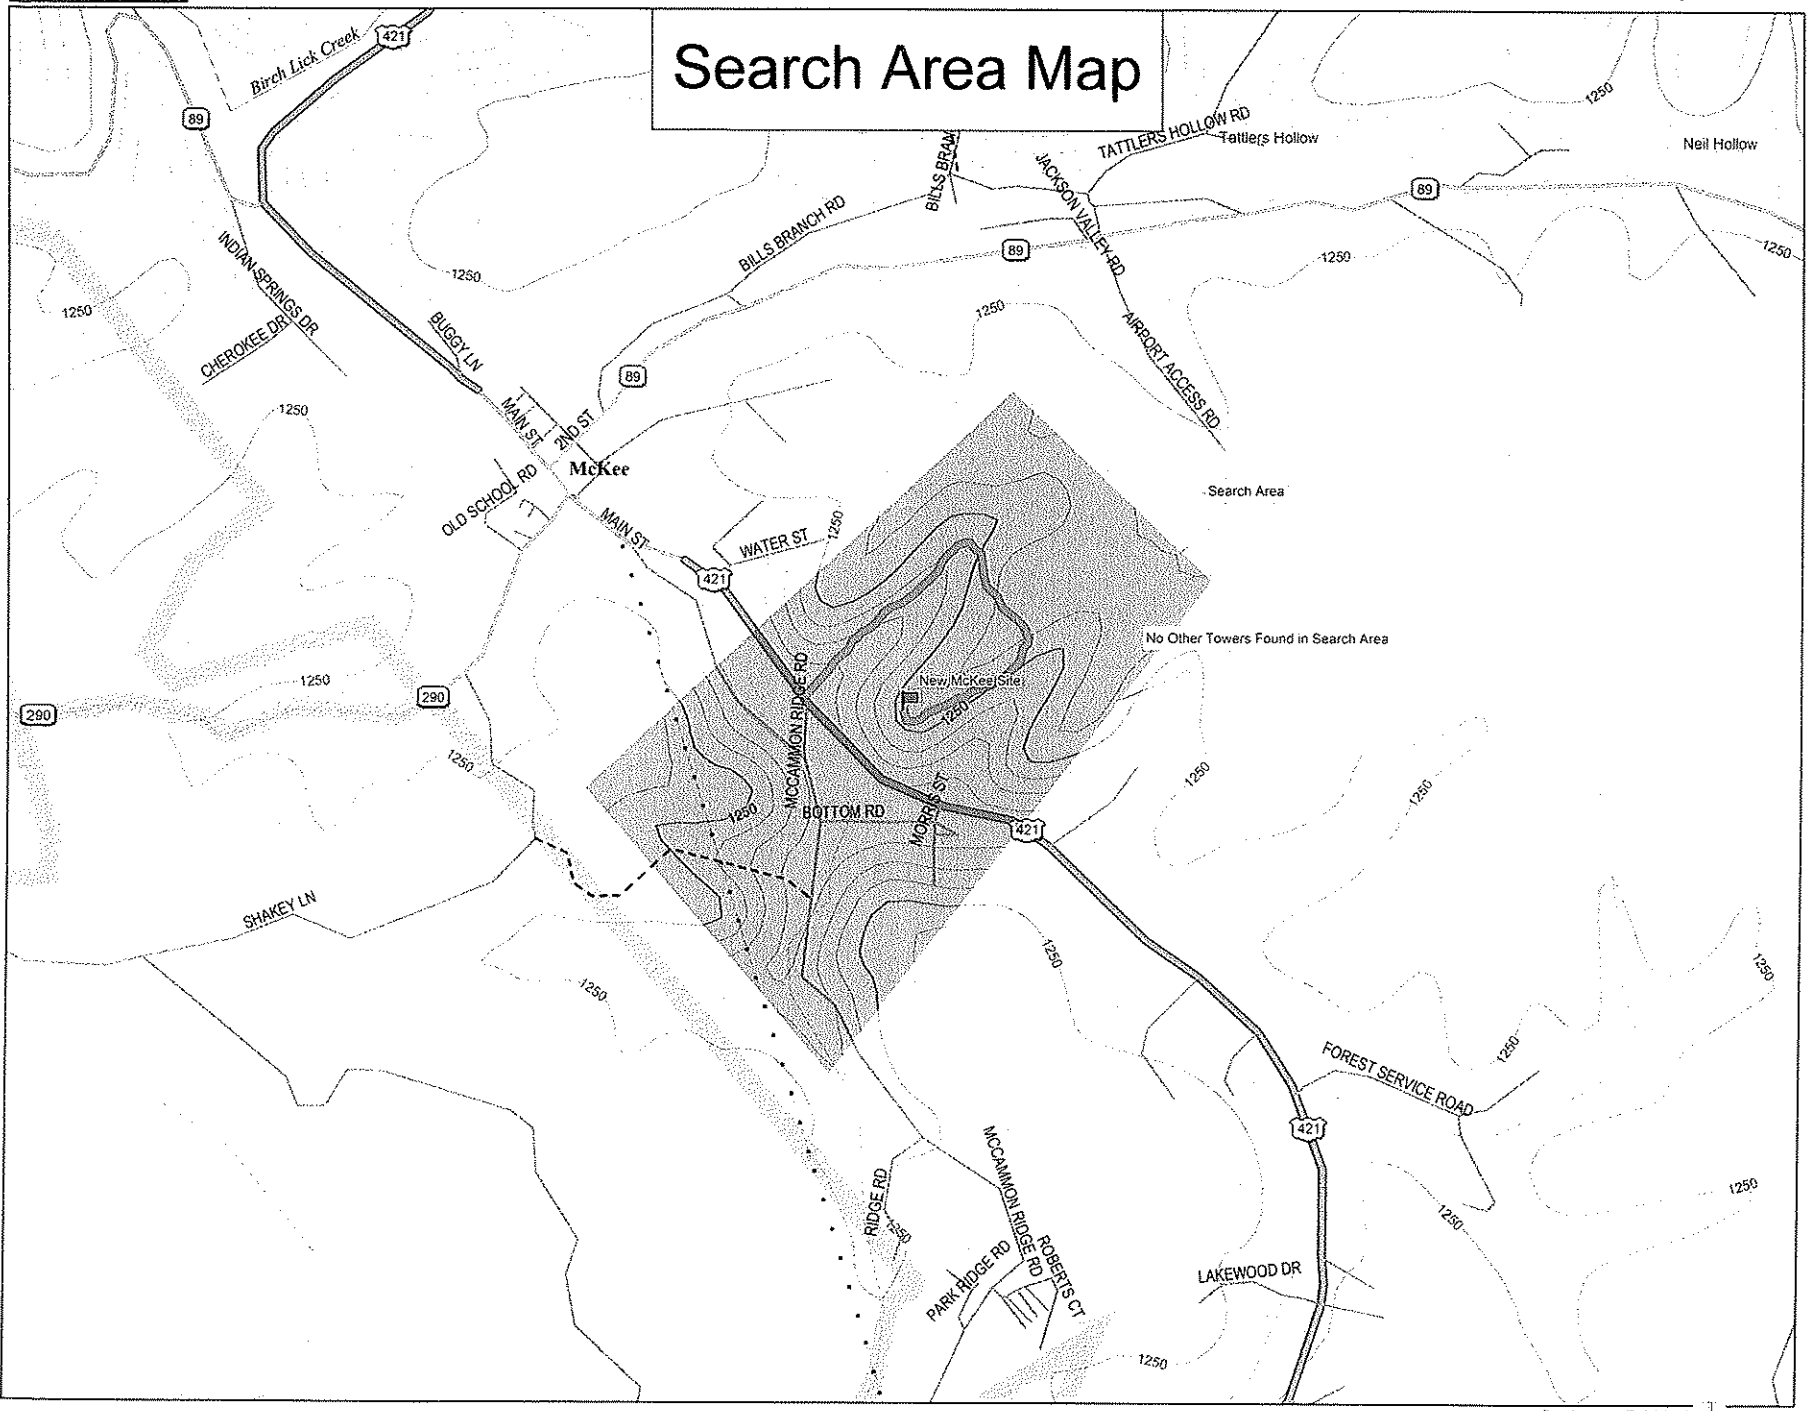 Search Area Map
421
Birch Lick Creek
89
1250
TATTLERS HOLLOW RD
Tattlers Hollow
Neil Hollow
BILLS BRAN
JACKSON VALLEY RD
89
BILLS BRANCH RD
89
1250
1250
INDIAN SPRINGS DR
1250
1250
CHEROKEE DR
BUGGY LN
1250
AIRPORT ACCESS RD
89
1250
MAIN ST
2ND ST
McKee
OLD SCHOOL RD
Search Area
MAIN ST
WATER ST
1250
421
No Other Towers Found in Search Area
1250
290
290
MCCAMMON RIDGE RD
New McKee Site
1250
1250
1250
1250
1250
BOTTOM RD
MORRIS ST
421
SHAKEY LN
1250
1250
1250
FOREST SERVICE ROAD
1250
421
MCCAMMON RIDGE RD
RIDGE RD
1250
1250
1250
PARK RIDGE RD
ROBERTS CT
LAKEWOOD DR
1250